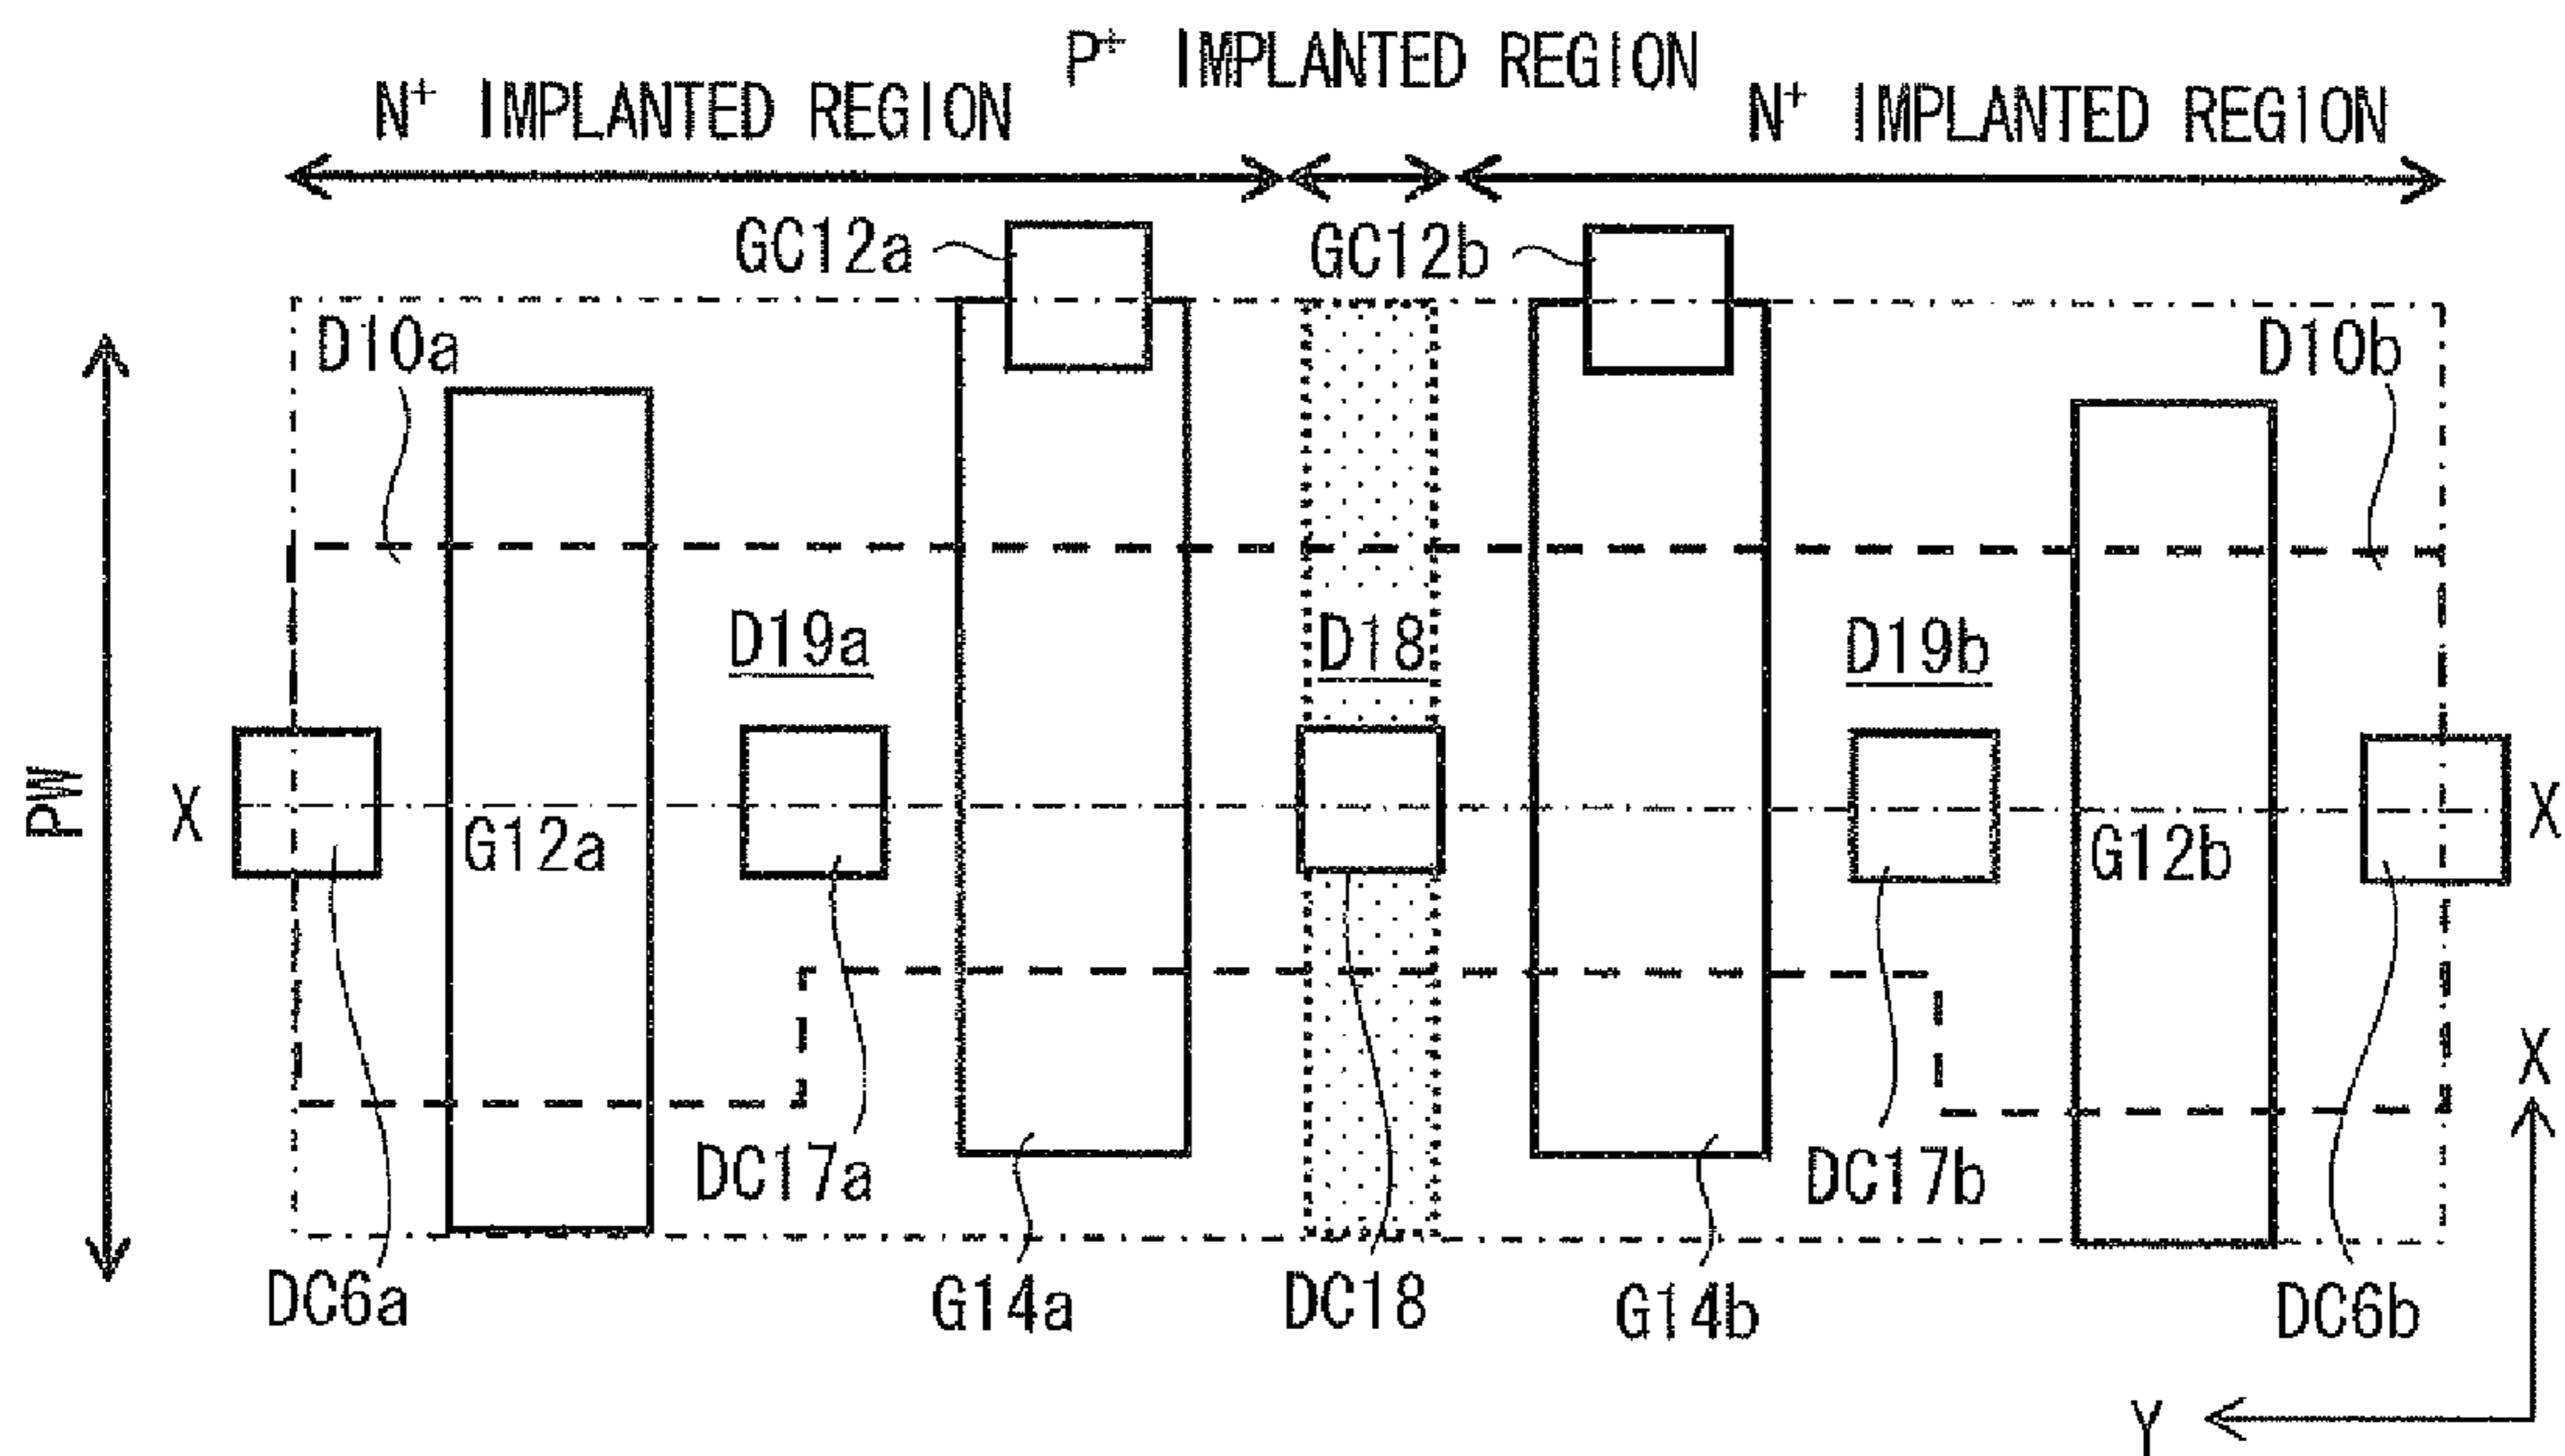 P⁺ IMPLANTED REGION
N⁺ IMPLANTED REGION
N⁺ IMPLANTED REGION
GC12a
GC12b
D10a
D10b
D19a
D18
D19b
PW
X
G12a
G12b
X
DC17a
DC17b
X
DC6a
G14a
DC18
G14b
DC6b
Y